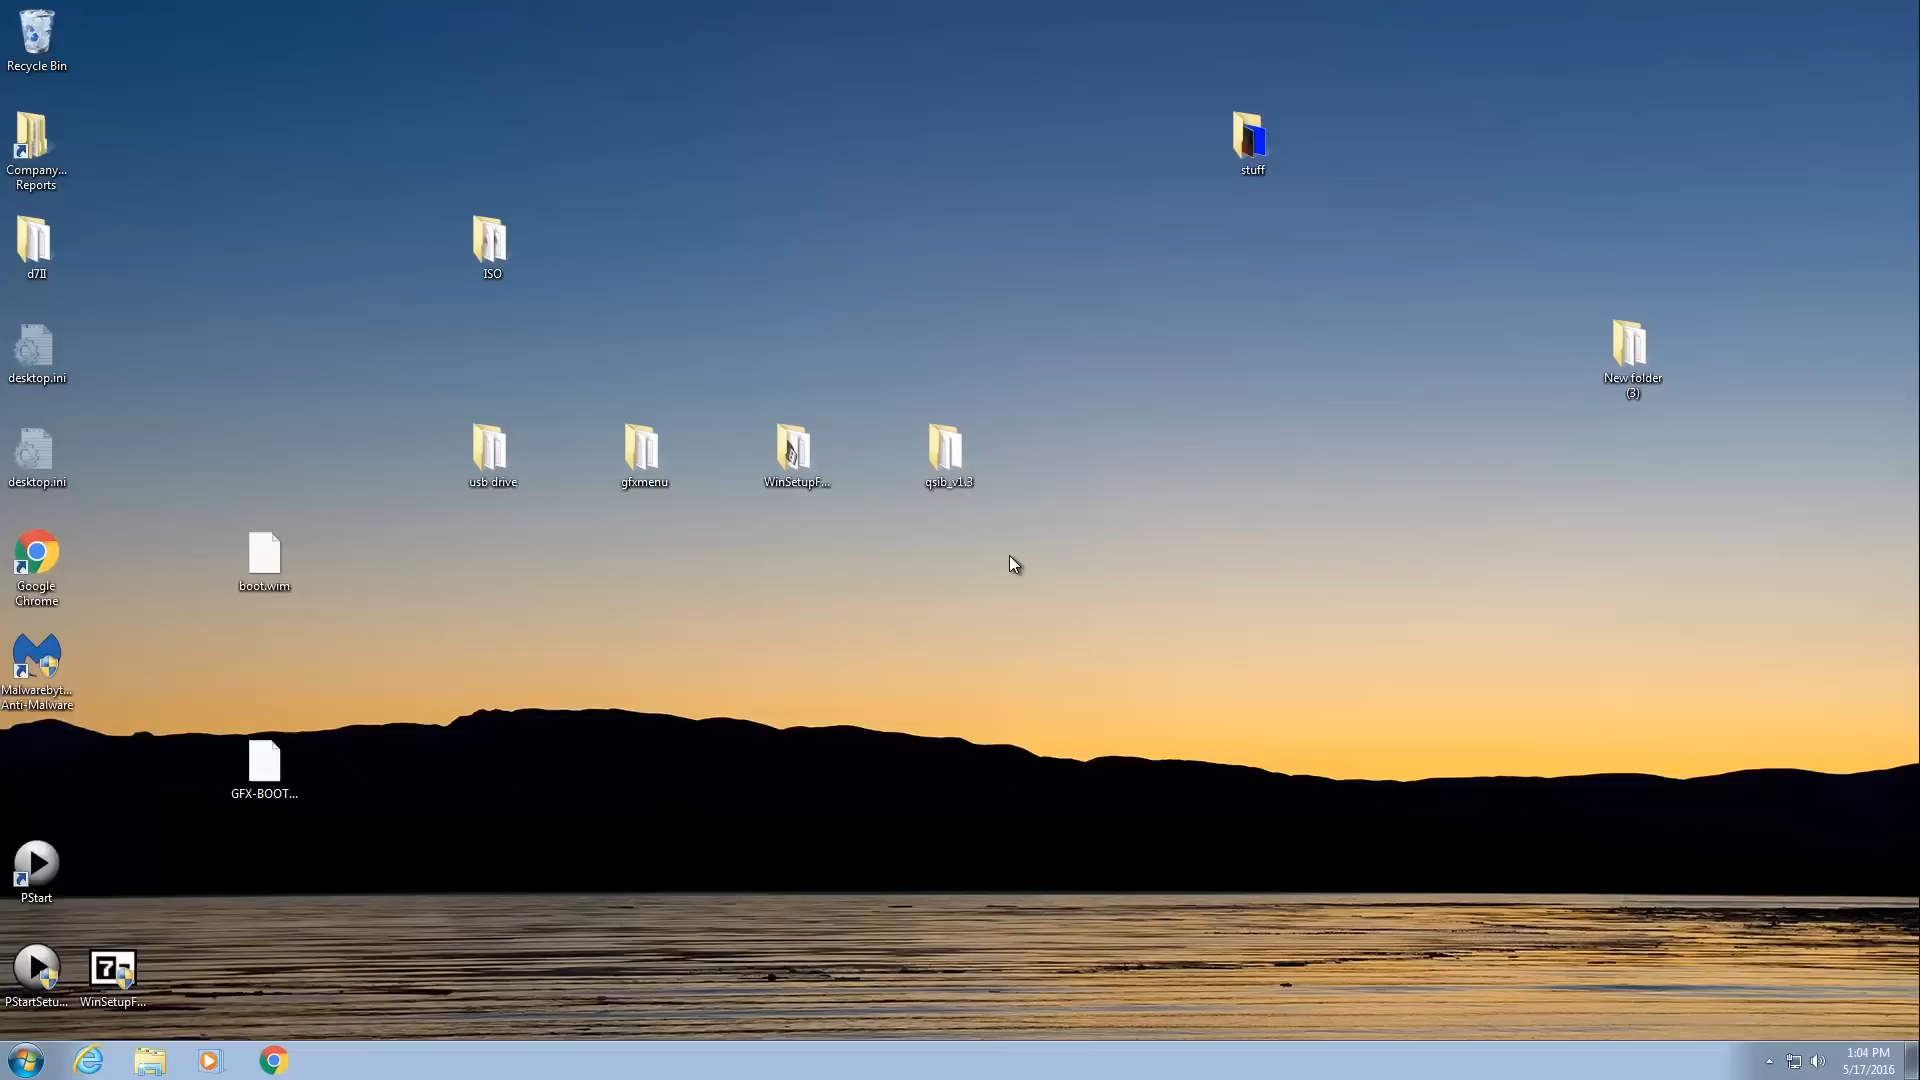 Recycle Bin
Company...
Reports
stuff
d7II
ISO
desktop.ini
New folder
(3)
desktop.ini
usb drive
gfxmenu
WinSetupF...
qsib_v1.3
Google
Chrome
boot.wim
Malwarebyt...
Anti-Malware
GFX-BOOT...
PStart
7z
PStartSetu...
WinSetupF...
1:04 PM
5/17/2016